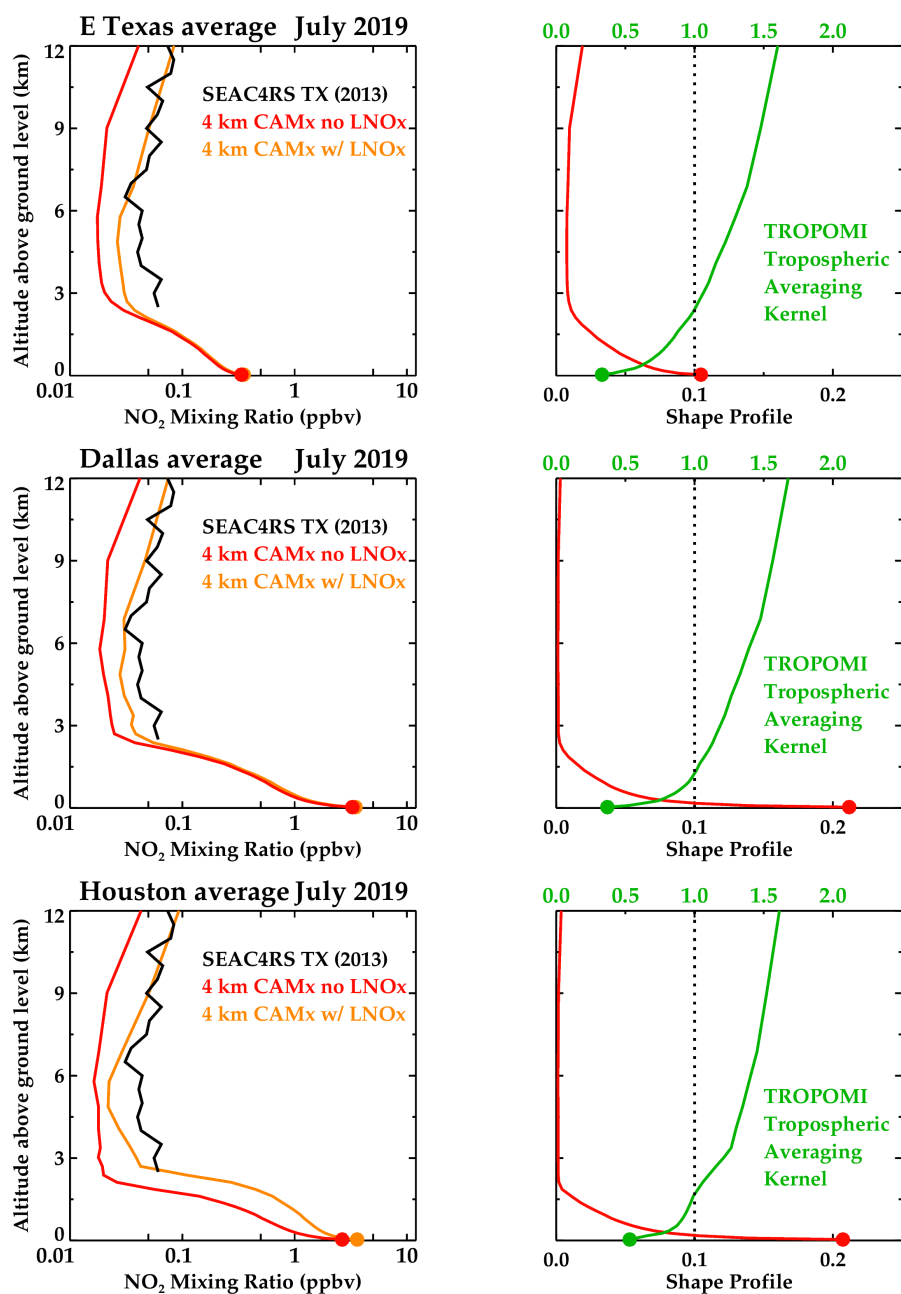 E Texas average July 2019
0.0 0.5 1.0 1.5 2.0
12
9
6
3
0
Altitude above ground level (km)
SEAC4RS TX (2013)
4 km CAMx no LNOx
4 km CAMx w/ LNOx
TROPOMI
Tropospheric
Averaging
Kernel
0.01 0.1 1 10
NO₂ Mixing Ratio (ppbv)
0.0 0.1 0.2
Shape Profile
Dallas average July 2019
0.0 0.5 1.0 1.5 2.0
12
9
6
3
0
Altitude above ground level (km)
SEAC4RS TX (2013)
4 km CAMx no LNOx
4 km CAMx w/ LNOx
TROPOMI
Tropospheric
Averaging
Kernel
0.01 0.1 1 10
NO₂ Mixing Ratio (ppbv)
0.0 0.1 0.2
Shape Profile
Houston average July 2019
0.0 0.5 1.0 1.5 2.0
12
9
6
3
0
Altitude above ground level (km)
SEAC4RS TX (2013)
4 km CAMx no LNOx
4 km CAMx w/ LNOx
TROPOMI
Tropospheric
Averaging
Kernel
0.01 0.1 1 10
NO₂ Mixing Ratio (ppbv)
0.0 0.1 0.2
Shape Profile